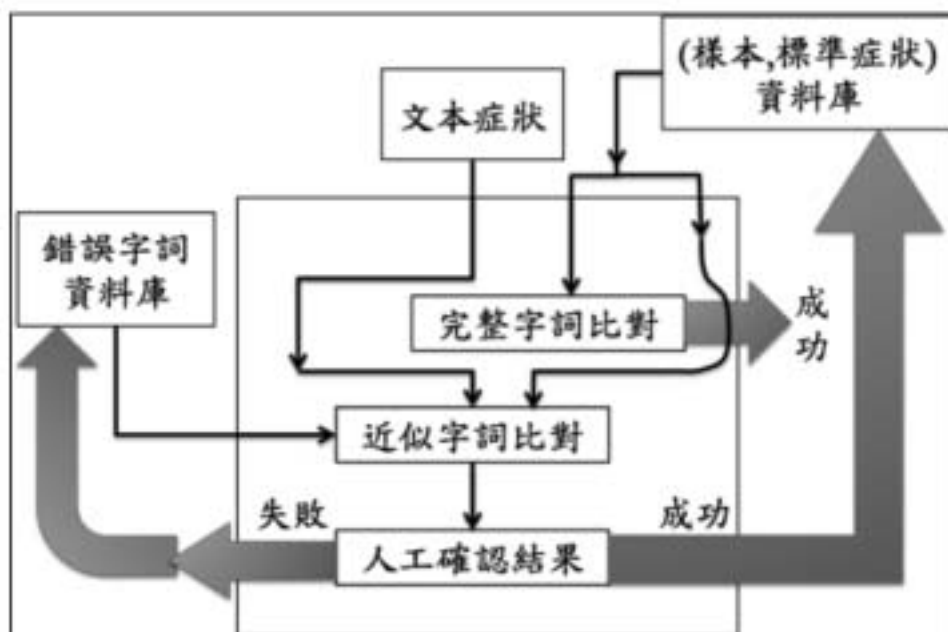 (樣本,標準症狀)
資料庫
文本症狀
錯誤字詞
資料庫
完整字詞比對
成
功
近似字詞比對
失敗
成功
人工確認結果